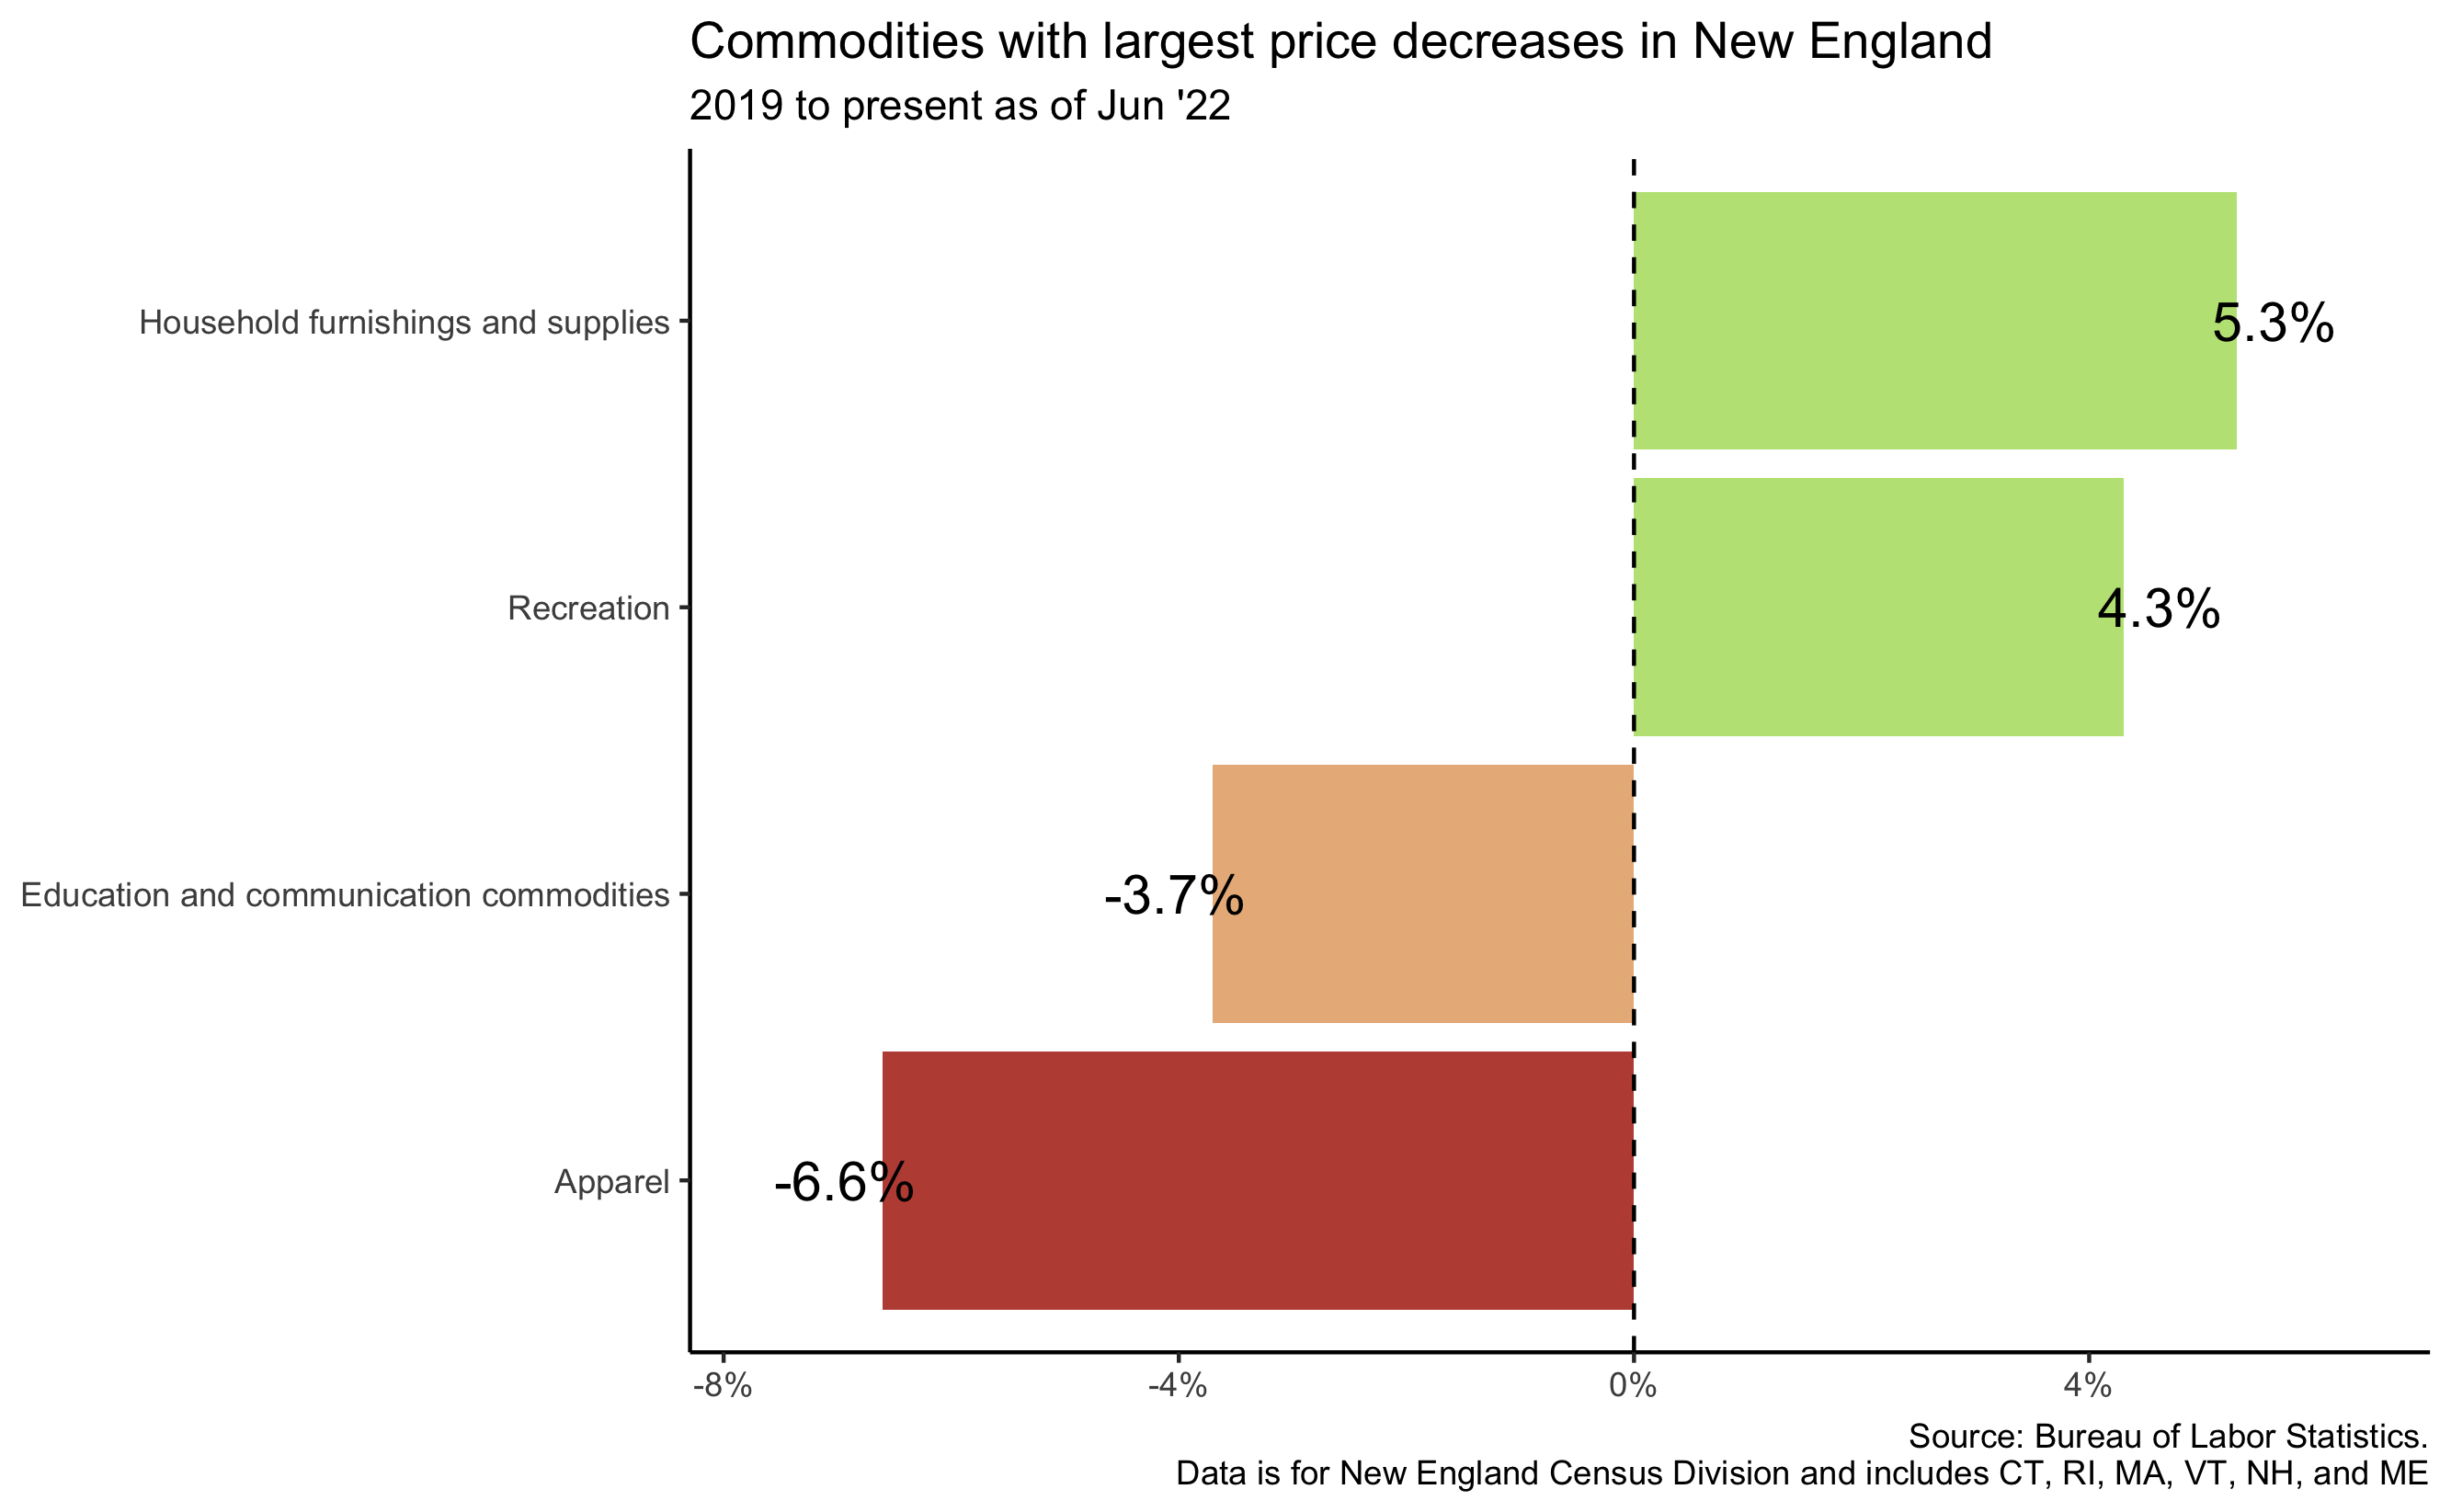 Commodities with largest price decreases in New England
2019 to present as of Jun '22
Household furnishings and supplies
5.3%
Recreation
4.3%
Education and communication commodities
-3.7%
Apparel
-6.6%
-8%
-4%
0%
4%
Source: Bureau of Labor Statistics.
Data is for New England Census Division and includes CT, RI, MA, VT, NH, and ME